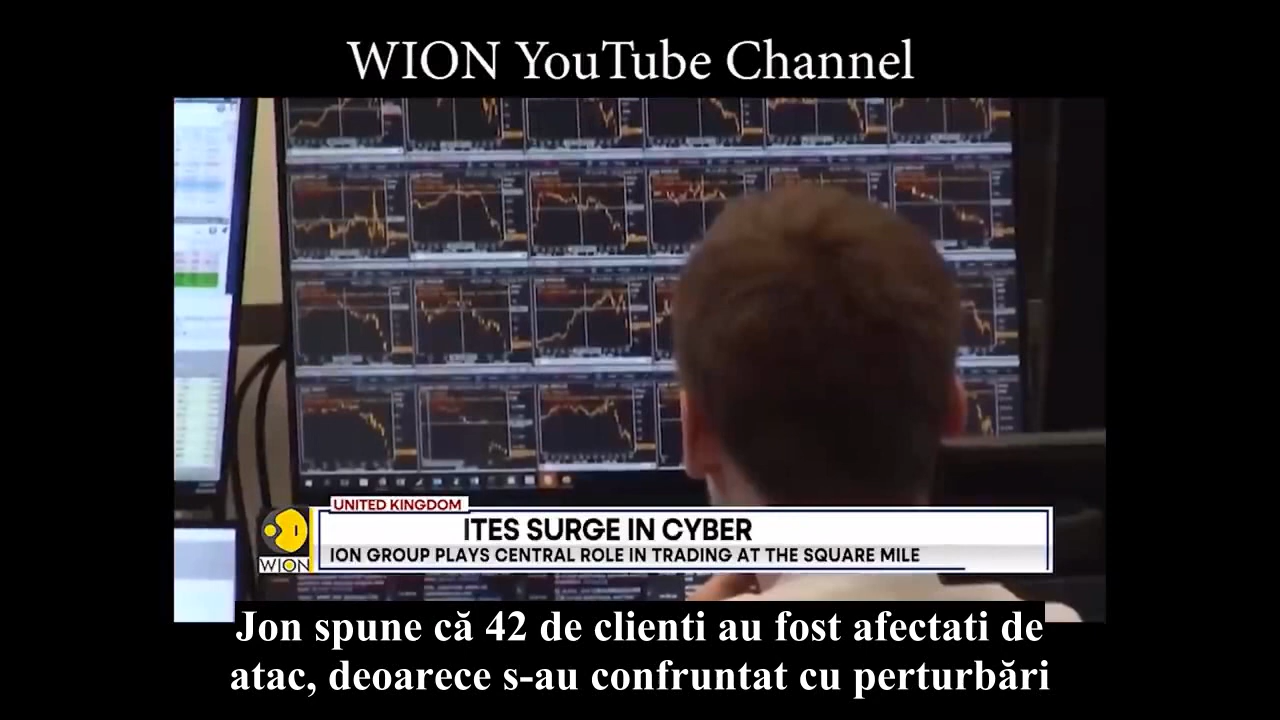 WION YouTube Channel
UNITED KINGDOM
ITES SURGE IN CYBER
ION GROUP PLAYS CENTRAL ROLE IN TRADING AT THE SQUARE MILE
WION
Jon spune că 42 de clienti au fost afectati de
atac, deoarece s-au confruntat cu perturbări